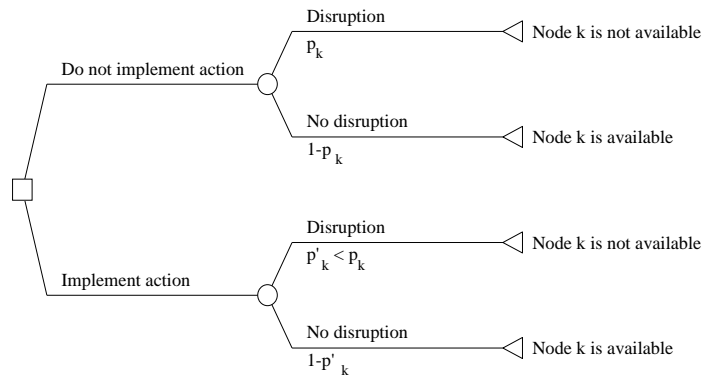 Disruption
p_k
Node k is not available
Do not implement action
No disruption
1-p_k
Node k is available
Disruption
p'_k < p_k
Node k is not available
Implement action
No disruption
1-p'_k
Node k is available